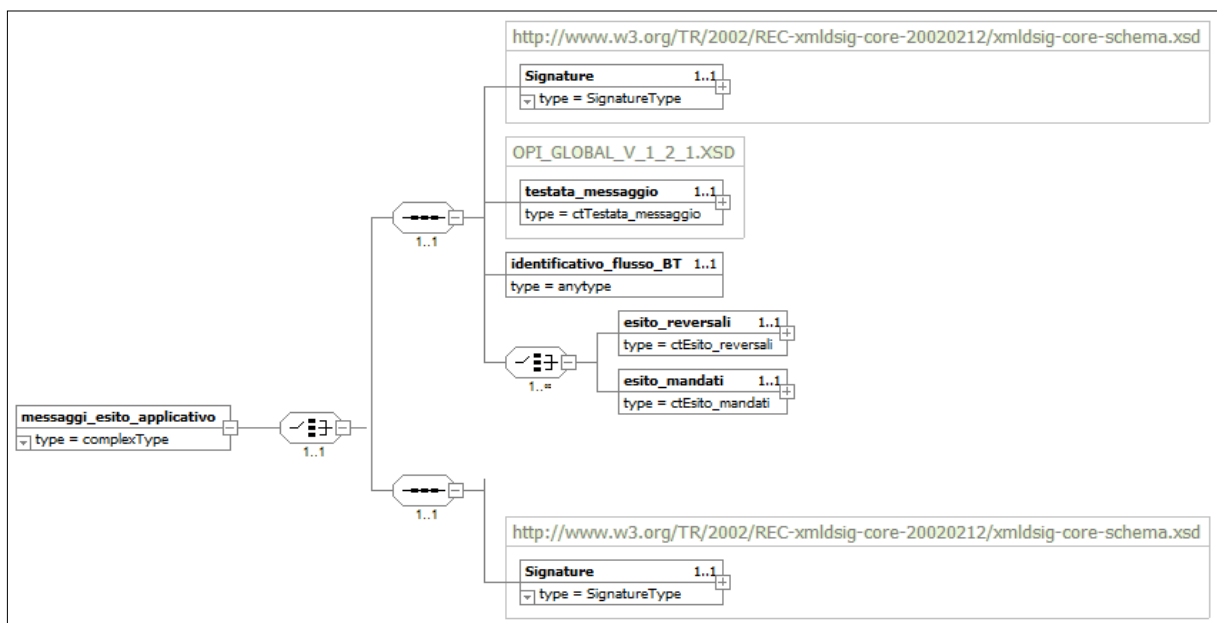 http://www.w3.org/TR/2002/REC-xmldsig-core-20020212/xmldsig-core-schema.xsd
Signature 1..1
type = SignatureType
OPI_GLOBAL_V_1_2_1.XSD
testata_messaggio 1..1
type = ctTestata_messaggio
1..1
identificativo_flusso_BT 1..1
type = anytype
esito_reversali 1..1
type = ctEsito_reversali
1..¤
esito_mandati 1..1
type = ctEsito_mandati
messaggi_esito_applicativo
type = complexType
1..1
1..1
http://www.w3.org/TR/2002/REC-xmldsig-core-20020212/xmldsig-core-schema.xsd
Signature 1..1
type = SignatureType